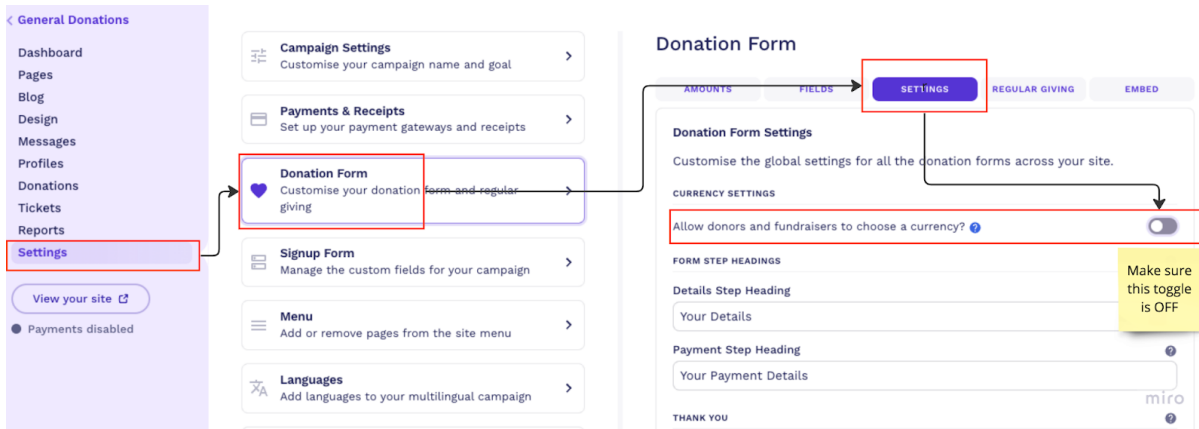 General Donations
Dashboard
Pages
Blog
Design
Messages
Profiles
Donations
Tickets
Reports
Settings
View your site
Payments disabled
Campaign Settings
Customise your campaign name and goal
Payments & Receipts
Set up your payment gateways and receipts
Donation Form
Customise your donation form and regular
giving
Signup Form
Manage the custom fields for your campaign
Menu
Add or remove pages from the site menu
Languages
Add languages to your multilingual campaign
Donation Form
AMOUNTS
FIELDS
SETTINGS
REGULAR GIVING
EMBED
Donation Form Settings
Customise the global settings for all the donation forms across your site.
CURRENCY SETTINGS
Allow donors and fundraisers to choose a currency? ?
FORM STEP HEADINGS
Make sure
this toggle
is OFF
Details Step Heading
Your Details
Payment Step Heading ?
Your Payment Details
miro
THANK YOU ?